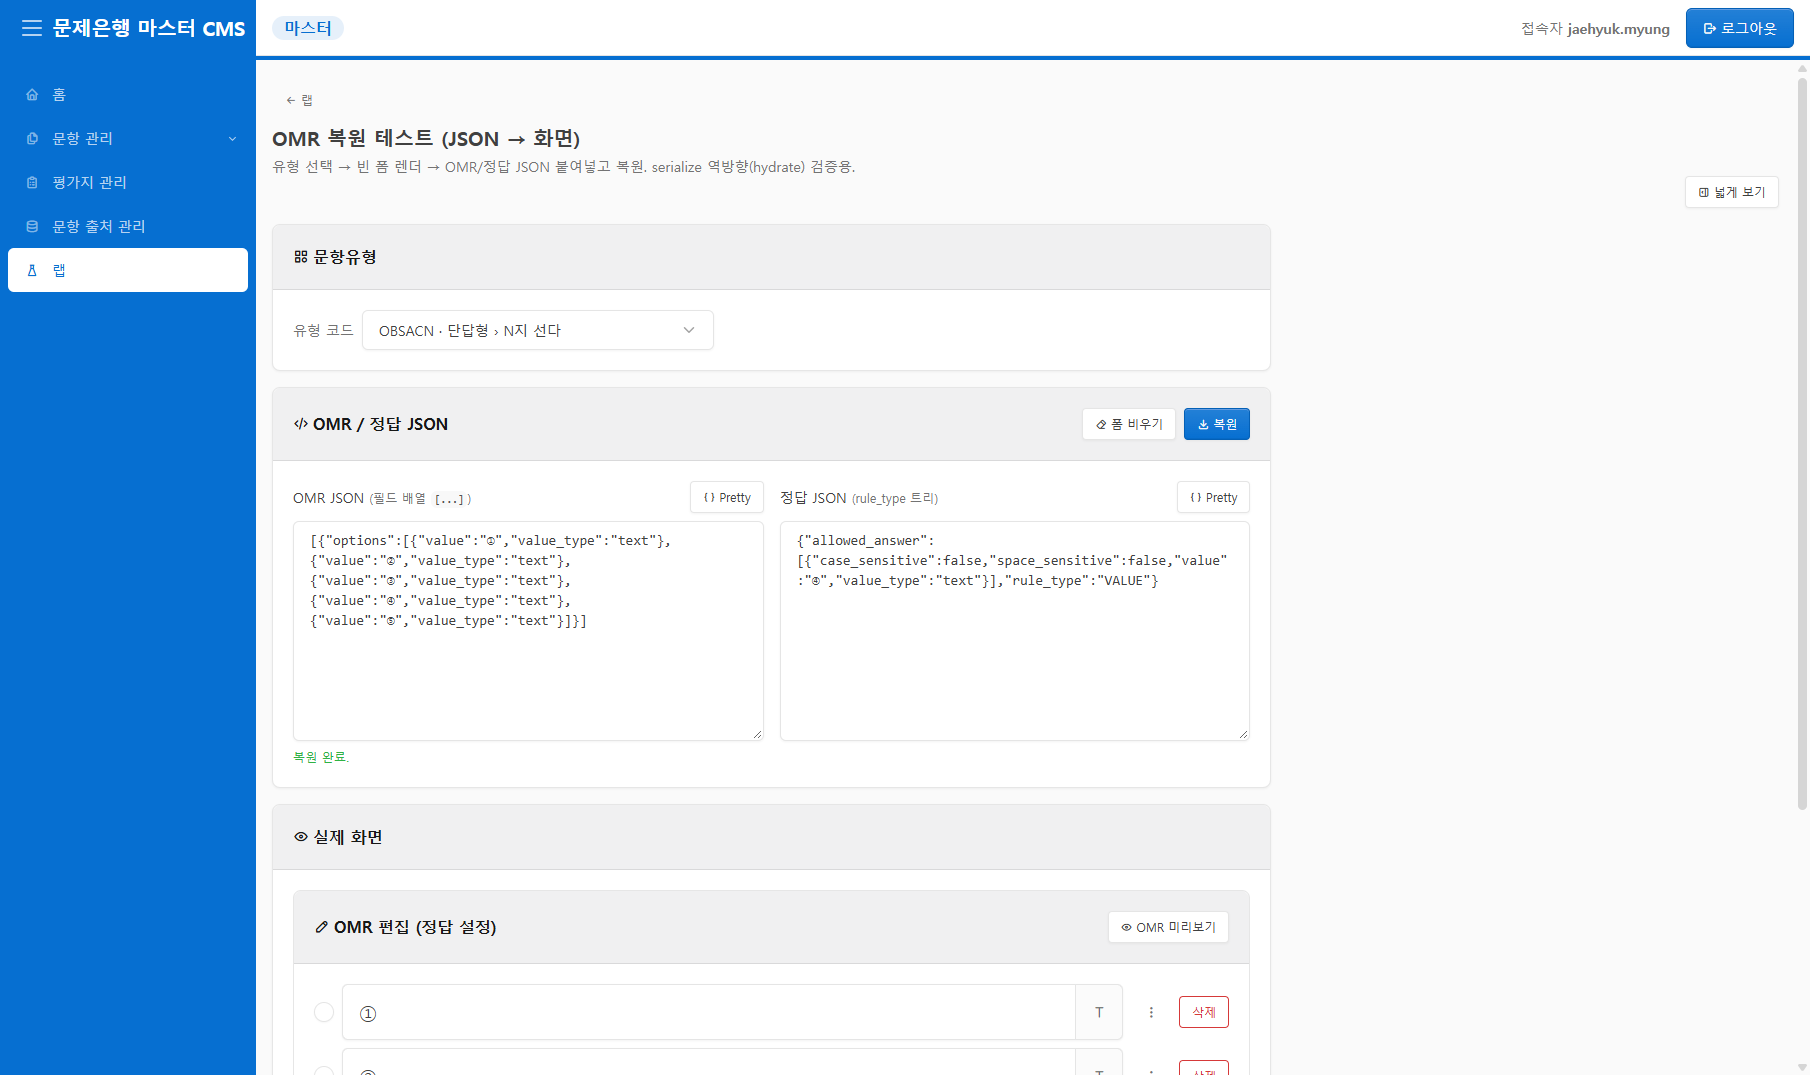 문제은행 마스터 CMS
마스터
접속자 jaehyuk.myung
로그아웃
홈
문항 관리
평가지 관리
문항 출처 관리
랩
← 랩
OMR 복원 테스트 (JSON → 화면)
유형 선택 → 빈 폼 렌더 → OMR/정답 JSON 붙여넣고 복원. serialize 역방향(hydrate) 검증용.
넓게 보기
문항유형
유형 코드
OBSACN · 단답형 › N지 선다
OMR / 정답 JSON
폼 비우기
복원
OMR JSON (필드 배열 [...])
{ } Pretty
정답 JSON (rule_type 트리)
{ } Pretty
[{"options":[{"value":"①","value_type":"text"},
{"value":"②","value_type":"text"},
{"value":"③","value_type":"text"},
{"value":"④","value_type":"text"},
{"value":"⑤","value_type":"text"}]}]
{"allowed_answer":
[{"case_sensitive":false,"space_sensitive":false,"value"
:"④","value_type":"text"}],"rule_type":"VALUE"}
복원 완료.
실제 화면
OMR 편집 (정답 설정)
OMR 미리보기
①
T
삭제